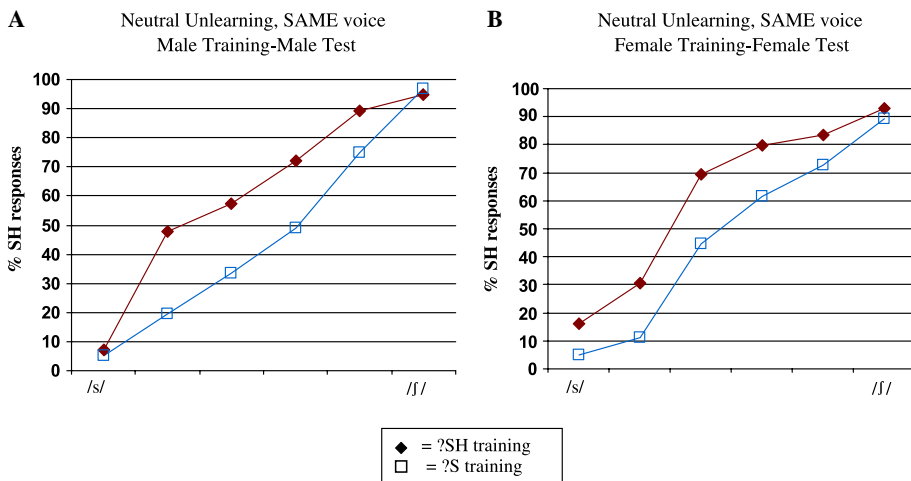 A
Neutral Unlearning, SAME voice
Male Training-Male Test
% SH responses
100
90
80
70
60
50
40
30
20
10
0
/s/
/ʃ/
B
Neutral Unlearning, SAME voice
Female Training-Female Test
% SH responses
100
90
80
70
60
50
40
30
20
10
0
/s/
/ʃ/
= ?SH training
= ?S training